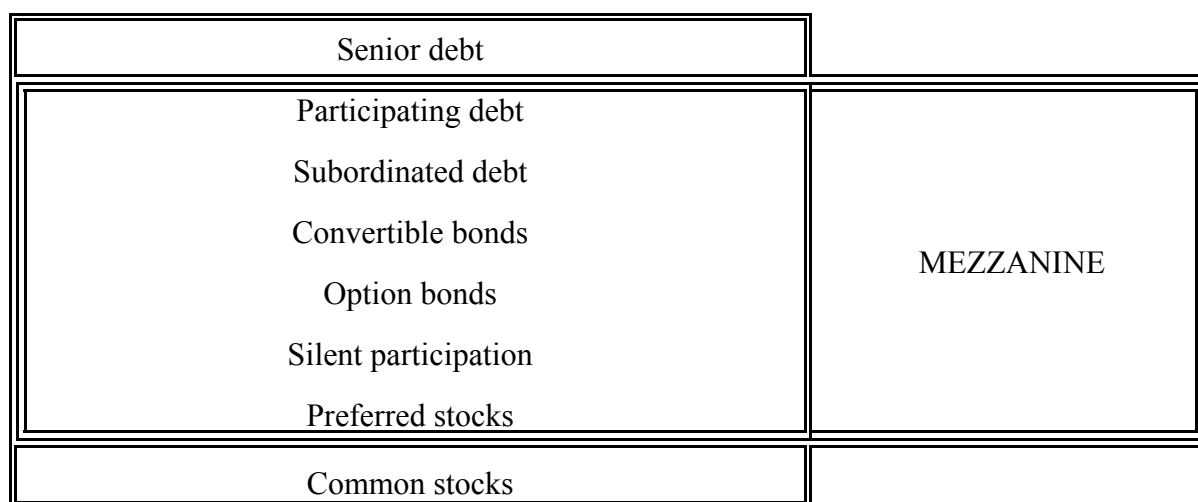 Senior debt
Participating debt
Subordinated debt
Convertible bonds
MEZZANINE
Option bonds
Silent participation
Preferred stocks
Common stocks